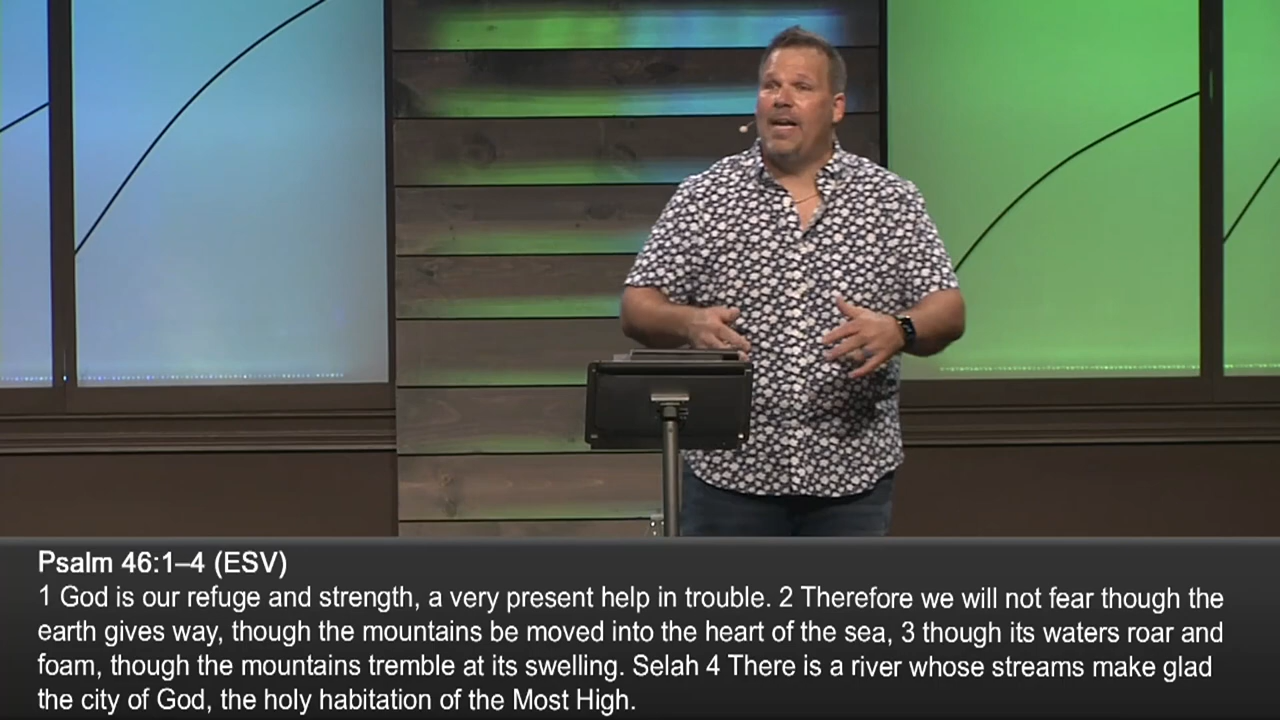 Psalm 46:1–4 (ESV)
1 God is our refuge and strength, a very present help in trouble. 2 Therefore we will not fear though the
earth gives way, though the mountains be moved into the heart of the sea, 3 though its waters roar and
foam, though the mountains tremble at its swelling. Selah 4 There is a river whose streams make glad
the city of God, the holy habitation of the Most High.